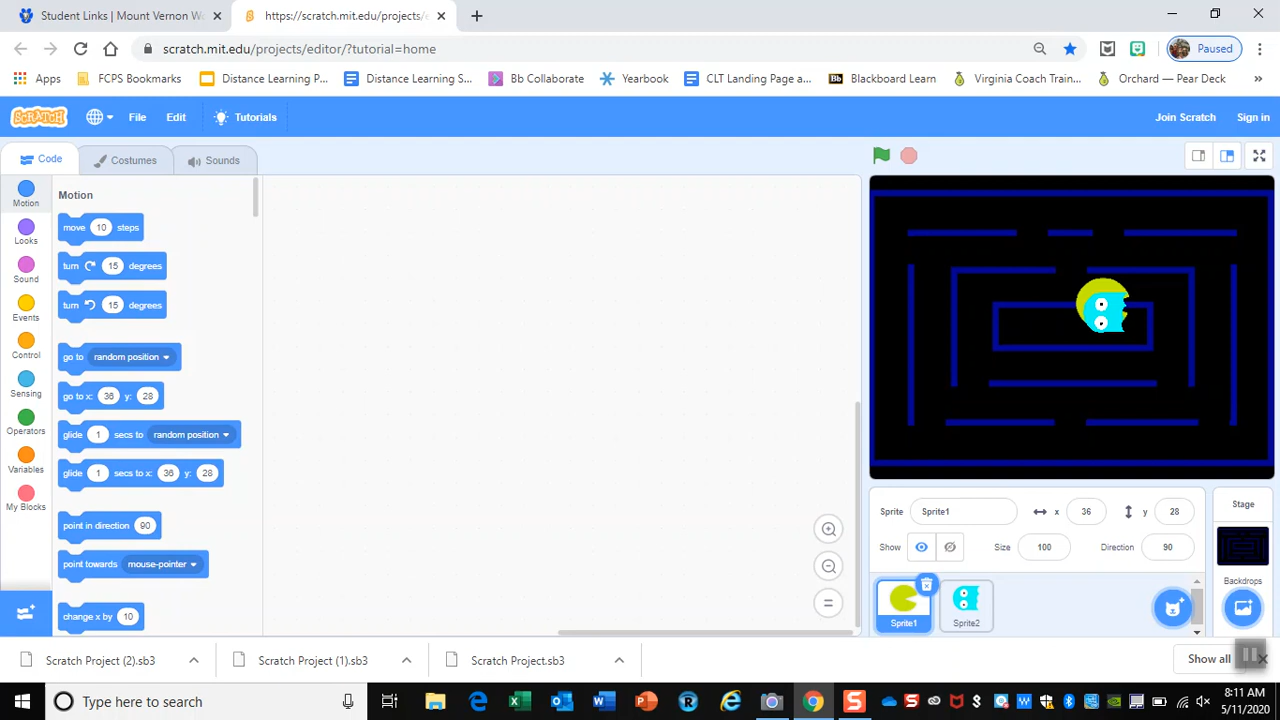 Student Links | Mount Vernon Wo
https://scratch.mit.edu/projects/e
scratch.mit.edu/projects/editor/?tutorial=home
Paused
Apps
FCPS Bookmarks
Distance Learning P...
Distance Learning S...
Bb Collaborate
Yearbook
CLT Landing Page a...
Bb
Blackboard Learn
Virginia Coach Train...
Orchard — Pear Deck
»
SCRATCH
File
Edit
Tutorials
Join Scratch
Sign in
Code
Costumes
Sounds
Motion
Looks
Sound
Events
Control
Sensing
Operators
Variables
My Blocks
Motion
move 10 steps
turn 15 degrees
turn 15 degrees
go to random position
go to x: 36 y: 28
glide 1 secs to random position
glide 1 secs to x: 36 y: 28
point in direction 90
point towards mouse-pointer
change x by 10
Sprite Sprite1 x 36 y 28
Show Size 100 Direction 90
Sprite1
Sprite2
Stage
Backdrops
Scratch Project (2).sb3
Scratch Project (1).sb3
Scratch Project.sb3
Show all
Type here to search
8:11 AM
5/11/2020